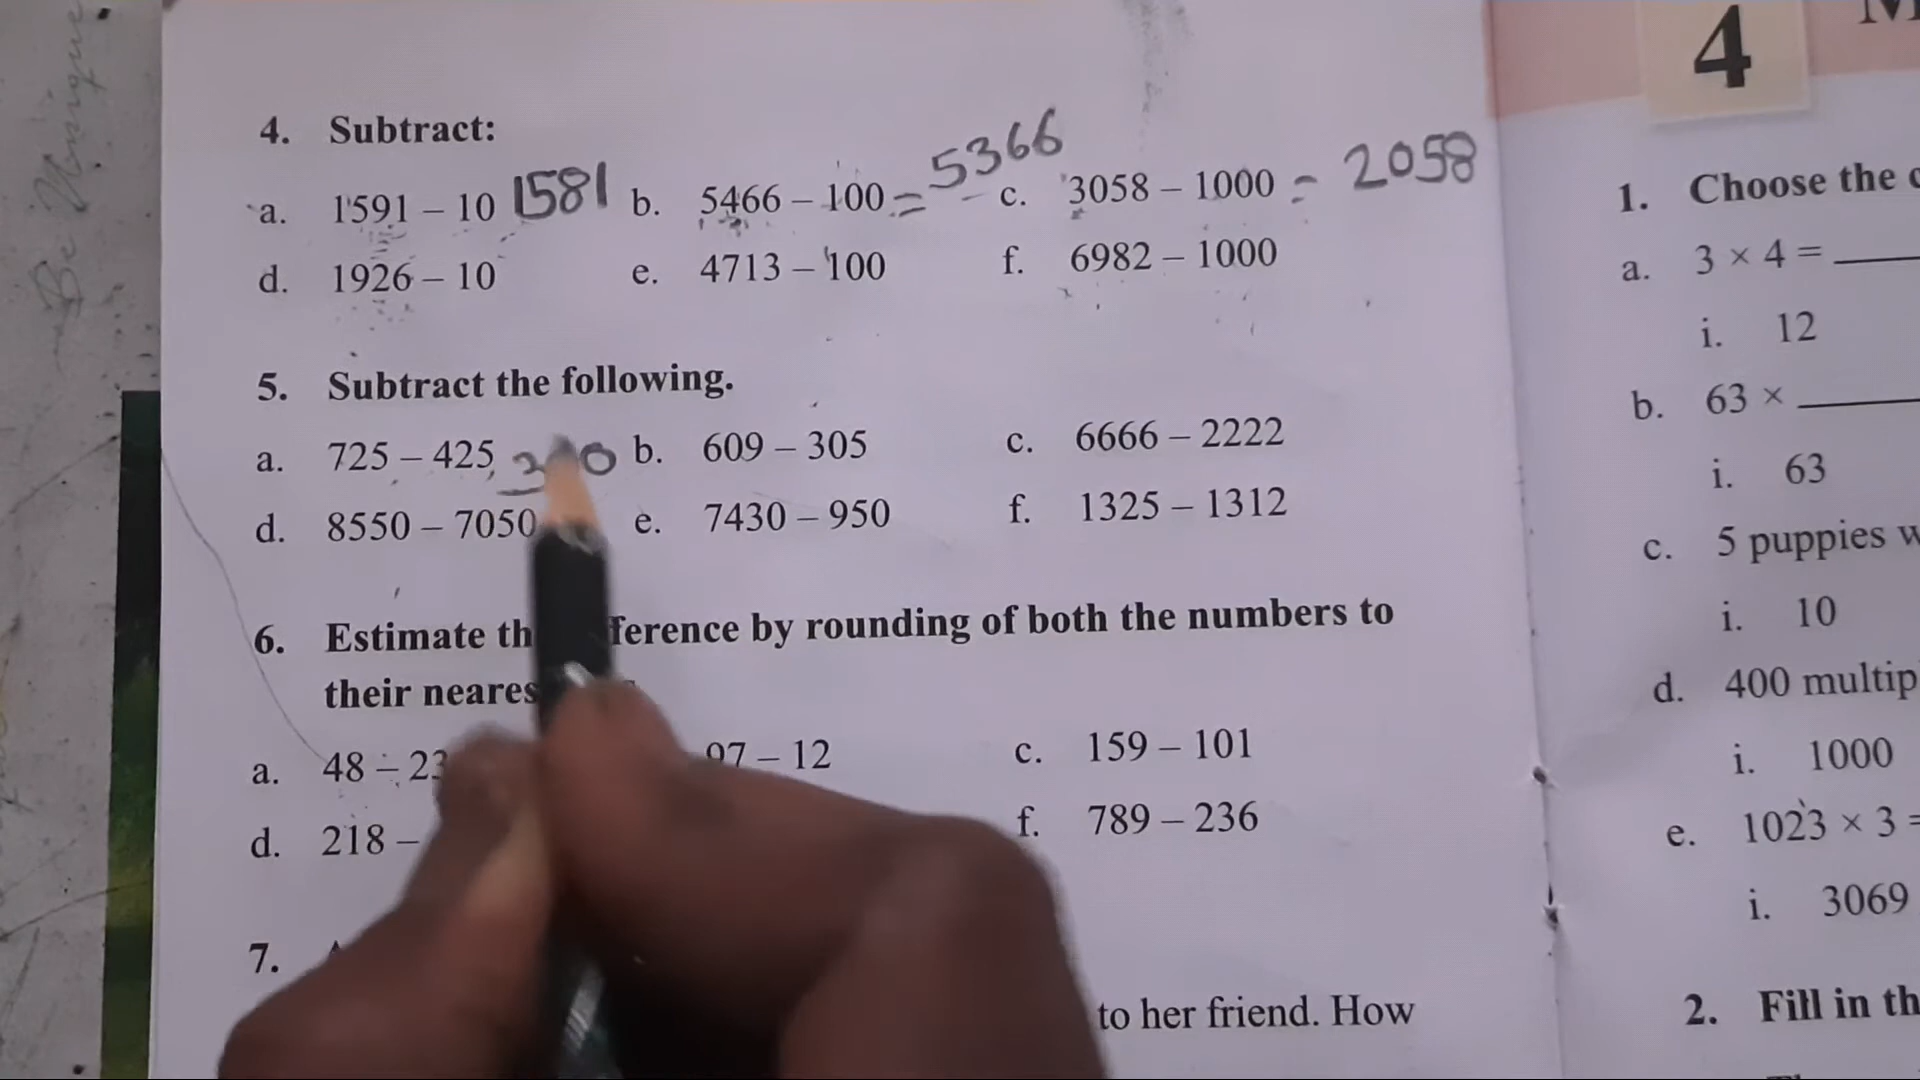 Be Unique
4. Subtract:
a. 1591 – 10 1581 b. 5466 – 100 = 5366 c. 3058 – 1000 = 2058
d. 1926 – 10 e. 4713 – 100 f. 6982 – 1000
5. Subtract the following.
a. 725 – 425 300 b. 609 – 305 c. 6666 – 2222
d. 8550 – 7050 e. 7430 – 950 f. 1325 – 1312
6. Estimate th ference by rounding of both the numbers to
their neares
a. 48 – 23 97 – 12 c. 159 – 101
d. 218 – f. 789 – 236
7.
to her friend. How
4
1. Choose the c
a. 3 × 4 =
i. 12
b. 63 ×
i. 63
c. 5 puppies w
i. 10
d. 400 multip
i. 1000
e. 1023 × 3 =
i. 3069
2. Fill in th